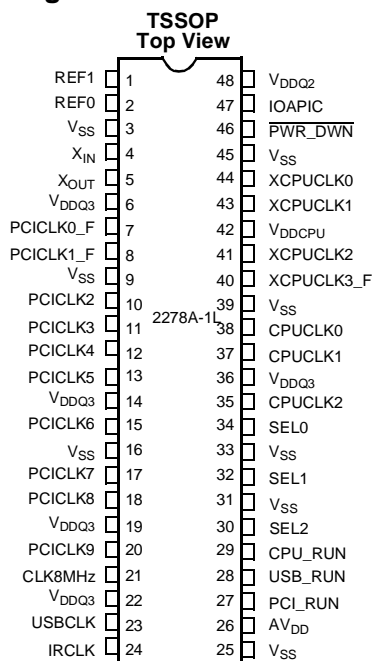 TSSOP
Top View
REF1 1 48 VDDQ2
REF0 2 47 IOAPIC
VSS 3 46 PWR_DWN
XIN 4 45 VSS
XOUT 5 44 XCPUCLK0
VDDQ3 6 43 XCPUCLK1
PCICLK0_F 7 42 VDDCPU
PCICLK1_F 8 41 XCPUCLK2
VSS 9 40 XCPUCLK3_F
PCICLK2 10 39 VSS
2278A-1L
PCICLK3 11 38 CPUCLK0
PCICLK4 12 37 CPUCLK1
PCICLK5 13 36 VDDQ3
VDDQ3 14 35 CPUCLK2
PCICLK6 15 34 SEL0
VSS 16 33 VSS
PCICLK7 17 32 SEL1
PCICLK8 18 31 VSS
VDDQ3 19 30 SEL2
PCICLK9 20 29 CPU_RUN
CLK8MHz 21 28 USB_RUN
VDDQ3 22 27 PCI_RUN
USBCLK 23 26 AVDD
IRCLK 24 25 VSS